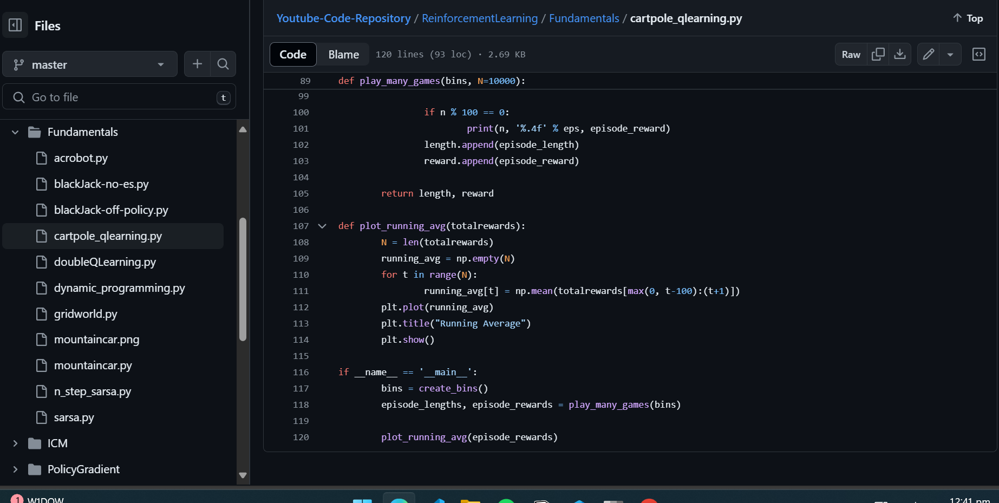 Files
master
Go to file
t
Fundamentals
acrobot.py
blackJack-no-es.py
blackJack-off-policy.py
cartpole_qlearning.py
doubleQLearning.py
dynamic_programming.py
gridworld.py
mountaincar.png
mountaincar.py
n_step_sarsa.py
sarsa.py
ICM
PolicyGradient
Youtube-Code-Repository / ReinforcementLearning / Fundamentals / cartpole_qlearning.py
Top
Code Blame 120 lines (93 loc) · 2.69 KB
Raw
89 def play_many_games(bins, N=10000):
99
100 if n % 100 == 0:
101 print(n, '%.4f' % eps, episode_reward)
102 length.append(episode_length)
103 reward.append(episode_reward)
104
105 return length, reward
106
107 def plot_running_avg(totalrewards):
108 N = len(totalrewards)
109 running_avg = np.empty(N)
110 for t in range(N):
111 running_avg[t] = np.mean(totalrewards[max(0, t-100):(t+1)])
112 plt.plot(running_avg)
113 plt.title("Running Average")
114 plt.show()
115
116 if __name__ == '__main__':
117 bins = create_bins()
118 episode_lengths, episode_rewards = play_many_games(bins)
119
120 plot_running_avg(episode_rewards)
1
W1DOW
12:41 pm